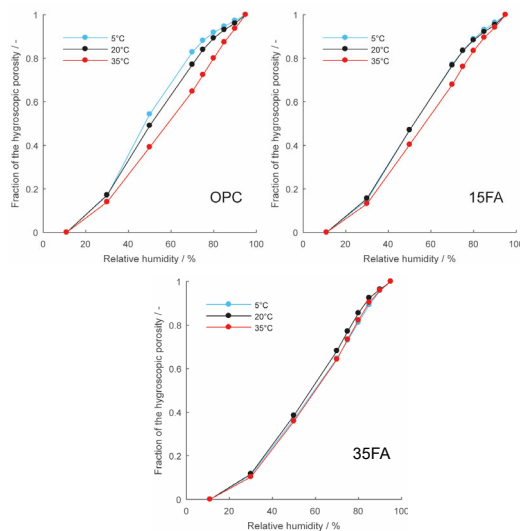 Fraction of the hygroscopic porosity / -
1
0.8
0.6
0.4
0.2
0
5°C
20°C
35°C
OPC
0 20 40 60 80 100
Relative humidity / %
Fraction of the hygroscopic porosity / -
1
0.8
0.6
0.4
0.2
0
5°C
20°C
35°C
15FA
0 20 40 60 80 100
Relative humidity / %
Fraction of the hygroscopic porosity / -
1
0.8
0.6
0.4
0.2
0
5°C
20°C
35°C
35FA
0 20 40 60 80 100
Relative humidity / %